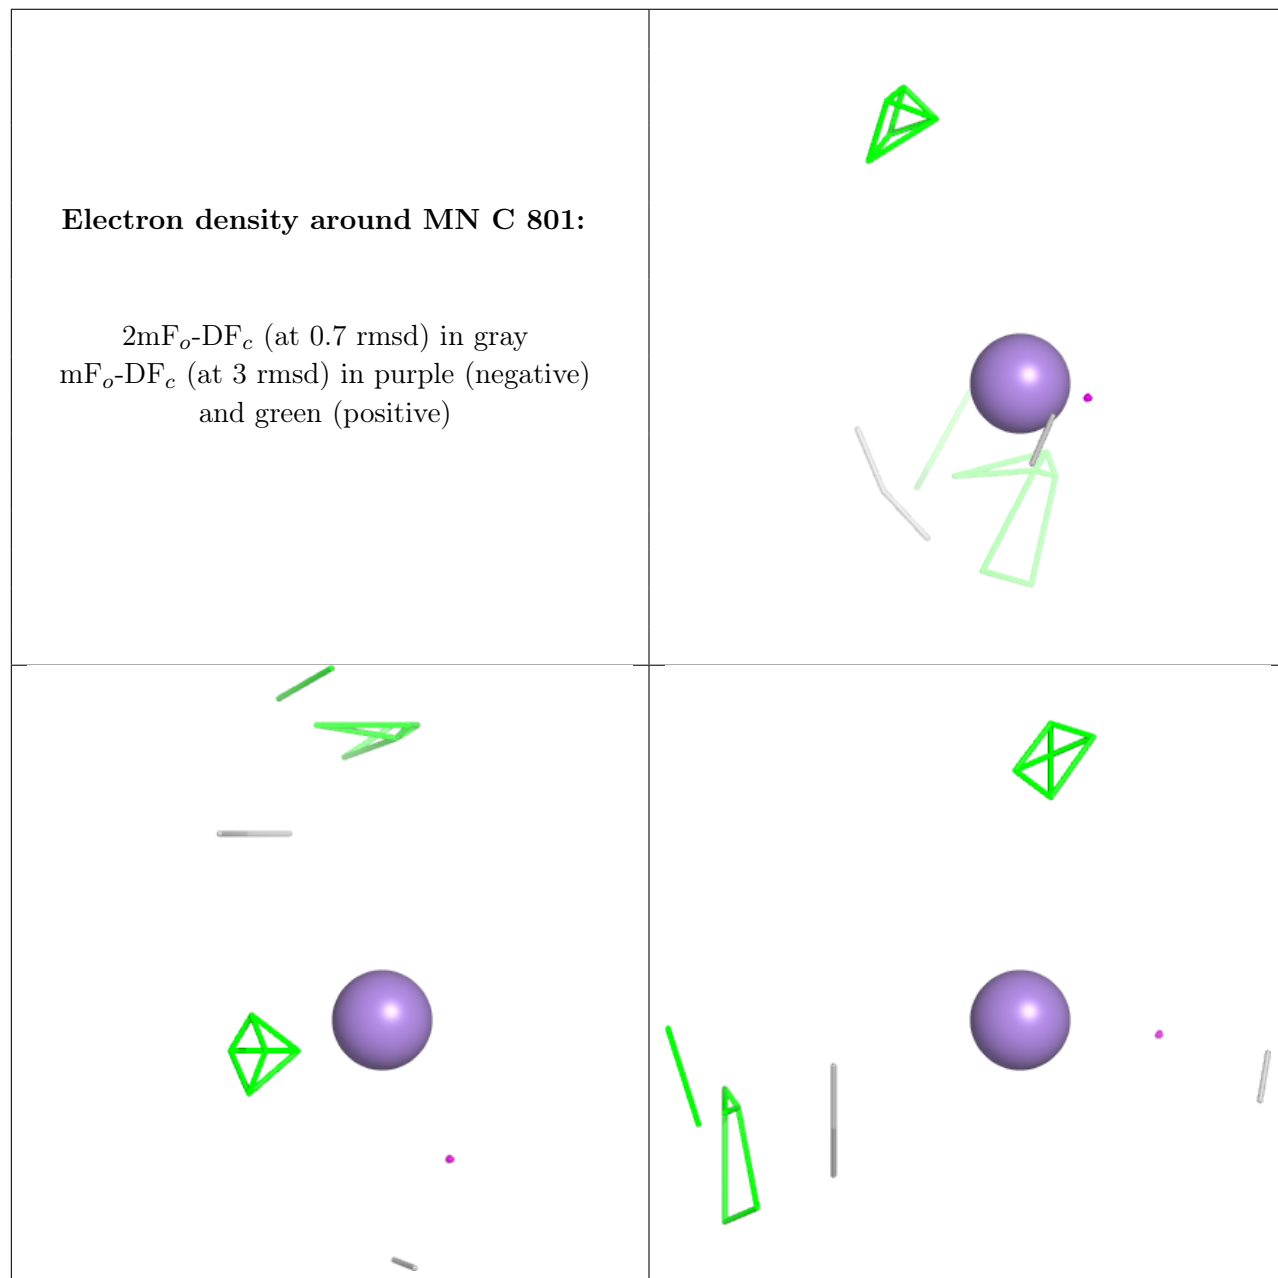 Electron density around MN C 801:
2mFo-DFc (at 0.7 rmsd) in gray
mFo-DFc (at 3 rmsd) in purple (negative)
and green (positive)